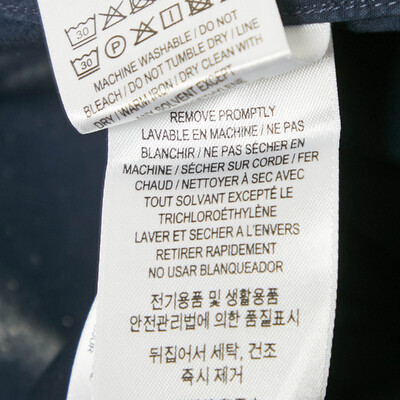 30
30 P
MACHINE WASHABLE / DO NOT
BLEACH / DO NOT TUMBLE DRY / LINE
DRY / WARM IRON / DRY CLEAN WITH
ANY SOLVENT EXCEPT
REMOVE PROMPTLY
LAVABLE EN MACHINE / NE PAS
BLANCHIR / NE PAS SÉCHER EN
MACHINE / SÉCHER SUR CORDE / FER
CHAUD / NETTOYER À SEC AVEC
TOUT SOLVANT EXCEPTÉ LE
TRICHLOROÉTHYLÈNE
LAVER ET SECHER A L'ENVERS
RETIRER RAPIDEMENT
NO USAR BLANQUEADOR
전기용품 및 생활용품
안전관리법에 의한 품질표시
뒤집어서 세탁, 건조
즉시 제거